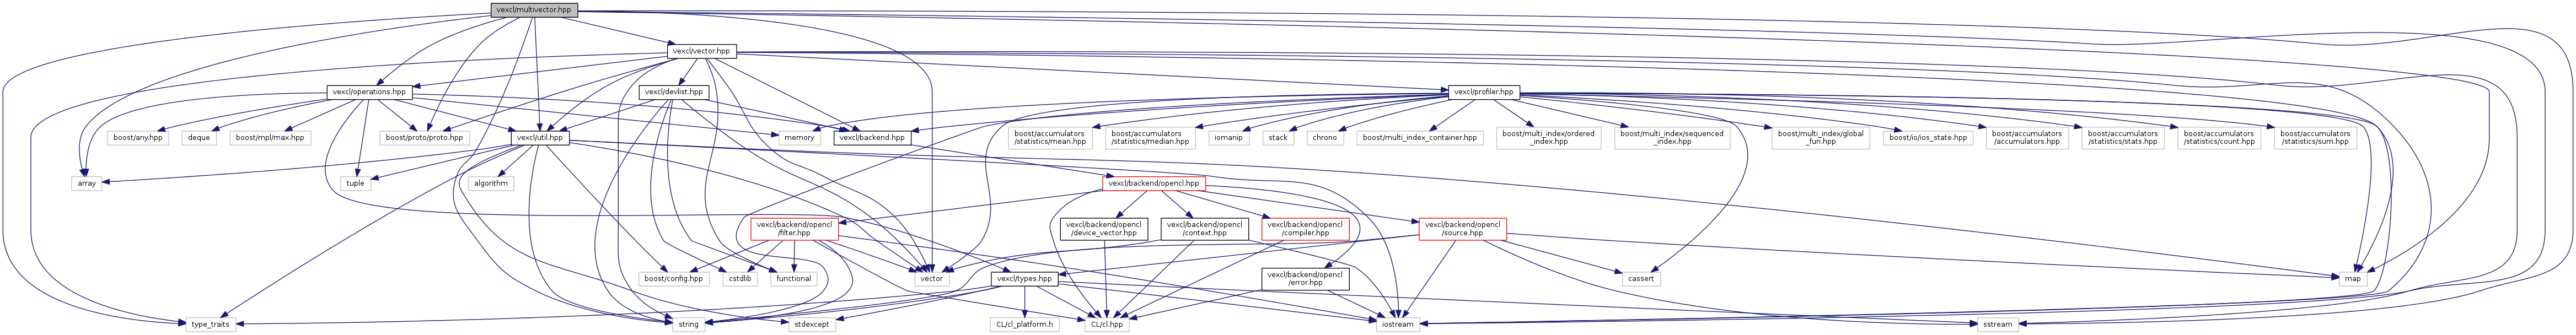 vexcl/multivector.hpp
vexcl/vector.hpp
vexcl/operations.hpp
vexcl/devlist.hpp
vexcl/profiler.hpp
boost/any.hpp
deque
boost/mpl/max.hpp
boost/proto/proto.hpp
vexcl/util.hpp
memory
vexcl/backend.hpp
boost/accumulators
/statistics/mean.hpp
boost/accumulators
/statistics/median.hpp
iomanip
stack
chrono
boost/multi_index_container.hpp
boost/multi_index/ordered
_index.hpp
boost/multi_index/sequenced
_index.hpp
boost/multi_index/global
_fun.hpp
boost/io/ios_state.hpp
boost/accumulators
/accumulators.hpp
boost/accumulators
/statistics/stats.hpp
boost/accumulators
/statistics/count.hpp
boost/accumulators
/statistics/sum.hpp
array
tuple
algorithm
vexcl/backend/opencl.hpp
vexcl/backend/opencl
/filter.hpp
vexcl/backend/opencl
/device_vector.hpp
vexcl/backend/opencl
/context.hpp
vexcl/backend/opencl
/compiler.hpp
vexcl/backend/opencl
/source.hpp
boost/config.hpp
cstdlib
functional
vector
vexcl/types.hpp
vexcl/backend/opencl
/error.hpp
cassert
map
type_traits
string
stdexcept
CL/cl_platform.h
CL/cl.hpp
iostream
sstream